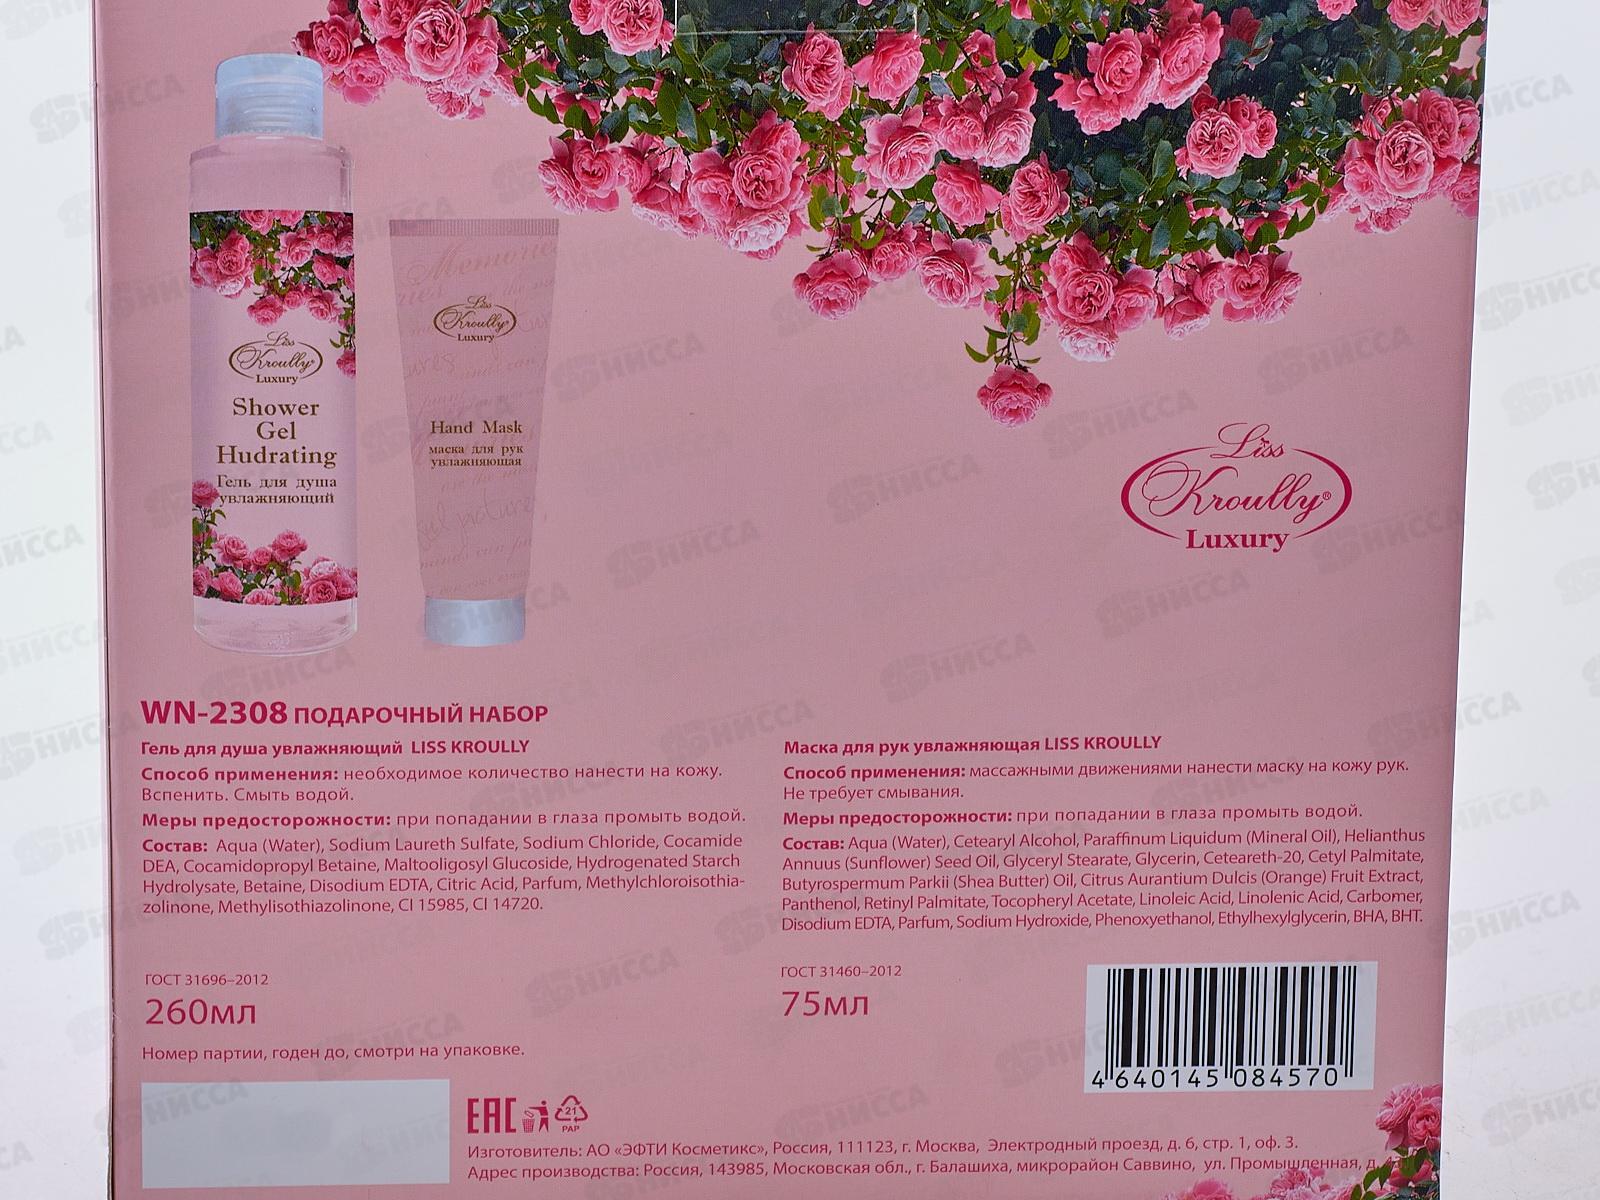 Liss
Kroully®
Luxury
Shower
Gel
Hudrating
Гель для душа
увлажняющий
Memorie
Liss
Kroully®
Luxury
Hand Mask
маска для рук
увлажняющая
Liss
Kroully®
Luxury
WN-2308 ПОДАРОЧНЫЙ НАБОР
Гель для душа увлажняющий LISS KROULLY
Способ применения: необходимое количество нанести на кожу.
Вспенить. Смыть водой.
Меры предосторожности: при попадании в глаза промыть водой.
Состав: Aqua (Water), Sodium Laureth Sulfate, Sodium Chloride, Cocamide
DEA, Cocamidopropyl Betaine, Maltooligosyl Glucoside, Hydrogenated Starch
Hydrolysate, Betaine, Disodium EDTA, Citric Acid, Parfum, Methylchloroisothia-
zolinone, Methylisothiazolinone, CI 15985, CI 14720.
ГОСТ 31696–2012
260мл
Номер партии, годен до, смотри на упаковке.
Маска для рук увлажняющая LISS KROULLY
Способ применения: массажными движениями нанести маску на кожу рук.
Не требует смывания.
Меры предосторожности: при попадании в глаза промыть водой.
Состав: Aqua (Water), Cetearyl Alcohol, Paraffinum Liquidum (Mineral Oil), Helianthus
Annuus (Sunflower) Seed Oil, Glyceryl Stearate, Glycerin, Ceteareth-20, Cetyl Palmitate,
Butyrospermum Parkii (Shea Butter) Oil, Citrus Aurantium Dulcis (Orange) Fruit Extract,
Panthenol, Retinyl Palmitate, Tocopheryl Acetate, Linoleic Acid, Linolenic Acid, Carbomer,
Disodium EDTA, Parfum, Sodium Hydroxide, Phenoxyethanol, Ethylhexylglycerin, BHA, BHT.
ГОСТ 31460–2012
75мл
4 640145 084570
EAC
21
PAP
Изготовитель: АО «ЭФТИ Косметикс», Россия, 111123, г. Москва, Электродный проезд, д. 6, стр. 1, оф. 3.
Адрес производства: Россия, 143985, Московская обл., г. Балашиха, микрорайон Саввино, ул. Промышленная, д.
НИССА